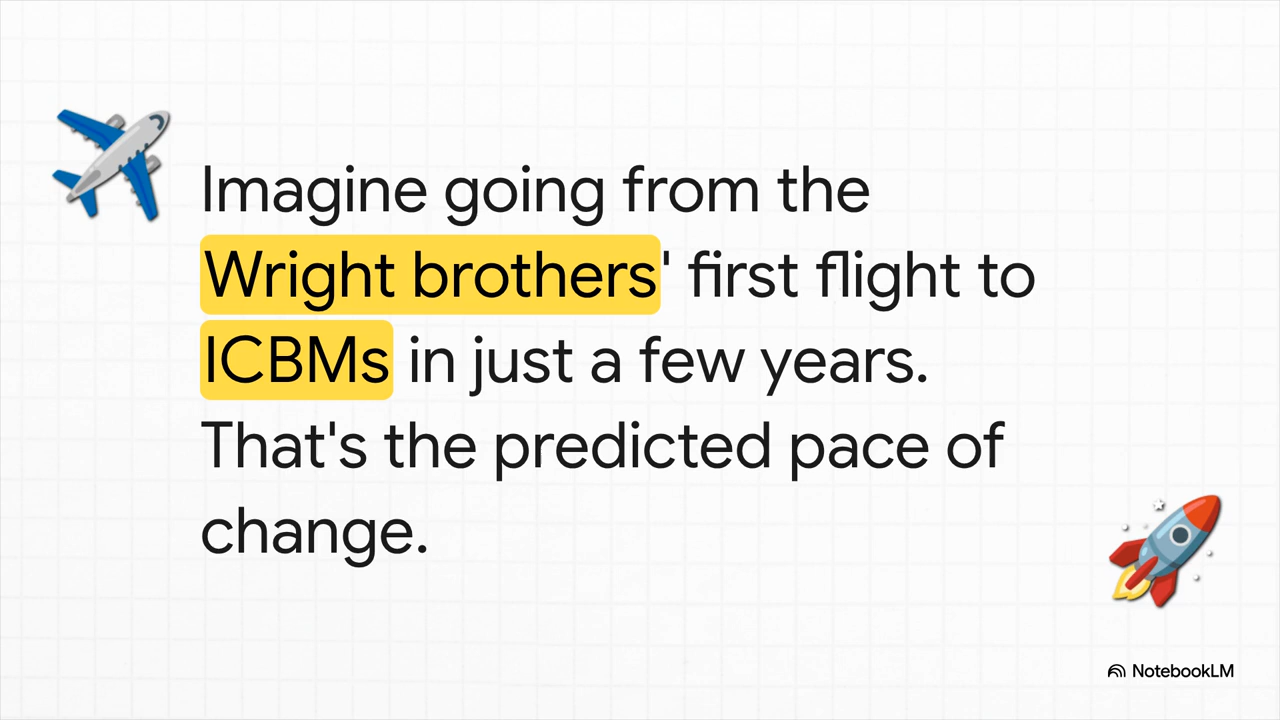 Imagine going from the
Wright brothers' first flight to
ICBMs in just a few years.
That's the predicted pace of
change.
NotebookLM